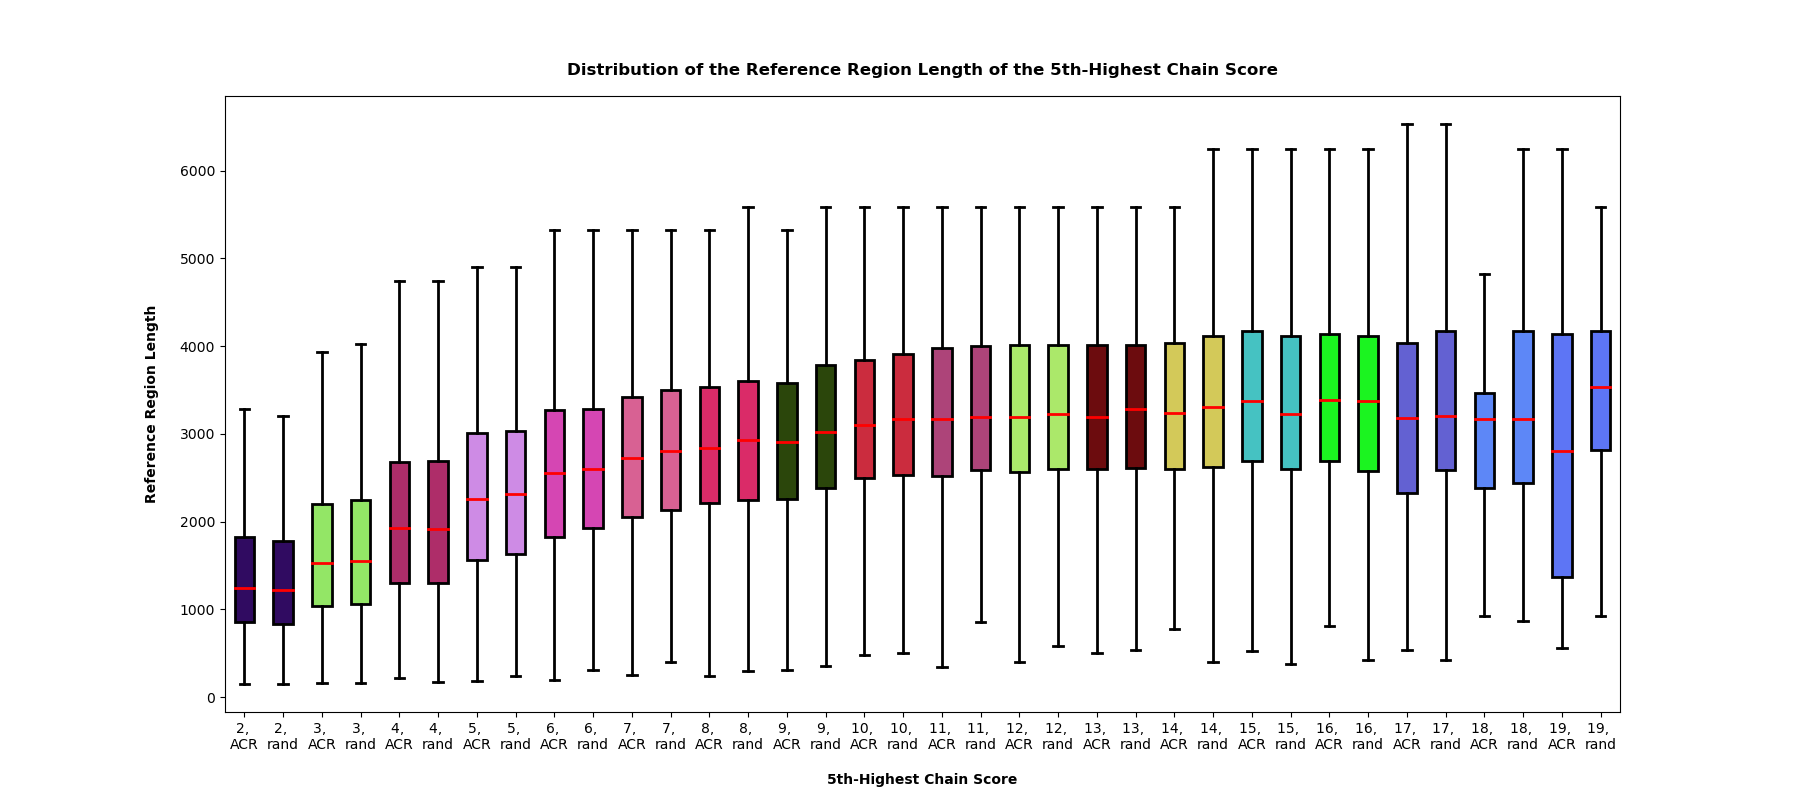 Distribution of the Reference Region Length of the 5th-Highest Chain Score
Reference Region Length
6000
5000
4000
3000
2000
1000
0
2, 2, 3, 3, 4, 4, 5, 5, 6, 6, 7, 7, 8, 8, 9, 9, 10, 10, 11, 11, 12, 12, 13, 13, 14, 14, 15, 15, 16, 16, 17, 17, 18, 18, 19, 19,
ACR rand ACR rand ACR rand ACR rand ACR rand ACR rand ACR rand ACR rand ACR rand ACR rand ACR rand ACR rand ACR rand ACR rand ACR rand ACR rand ACR rand ACR rand
5th-Highest Chain Score